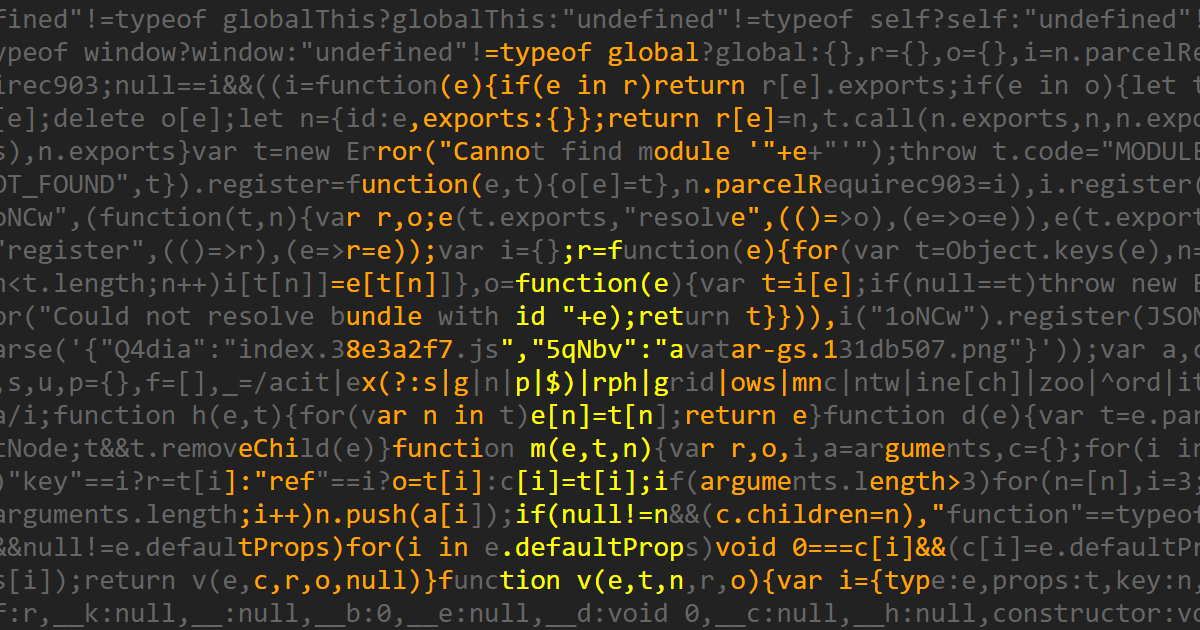 fined"!=typeof globalThis?globalThis:"undefined"!=typeof self?self:"undefined"!
ypeof window?window:"undefined"!=typeof global?global:{},r={},o={},i=n.parcelRe
irec903;null==i&&((i=function(e){if(e in r)return r[e].exports;if(e in o){let t
[e];delete o[e];let n={id:e,exports:{}};return r[e]=n,t.call(n.exports,n,n.expo
s),n.exports}var t=new Error("Cannot find module '"+e+"'");throw t.code="MODULE
OT_FOUND",t}).register=function(e,t){o[e]=t},n.parcelRequirec903=i),i.register(
oNCw",(function(t,n){var r,o;e(t.exports,"resolve",(()=>o),(e=>o=e)),e(t.export
"register",(()=>r),(e=>r=e));var i={};r=function(e){for(var t=Object.keys(e),n=
n<t.length;n++)i[t[n]]=e[t[n]]},o=function(e){var t=i[e];if(null==t)throw new E
or("Could not resolve bundle with id "+e);return t}})),i("1oNCw").register(JSON
arse('{"Q4dia":"index.38e3a2f7.js","5qNbv":"avatar-gs.131db507.png"}'));var a,c
,s,u,p={},f=[],_=/acit|ex(?:s|g|n|p|$)|rph|grid|ows|mnc|ntw|ine[ch]|zoo|^ord|it
a/i;function h(e,t){for(var n in t)e[n]=t[n];return e}function d(e){var t=e.par
tNode;t&&t.removeChild(e)}function m(e,t,n){var r,o,i,a=arguments,c={};for(i in
)"key"==i?r=t[i]:"ref"==i?o=t[i]:c[i]=t[i];if(arguments.length>3)for(n=[n],i=3;
arguments.length;i++)n.push(a[i]);if(null!=n&&(c.children=n),"function"==typeof
&&null!=e.defaultProps)for(i in e.defaultProps)void 0===c[i]&&(c[i]=e.defaultPr
s[i]);return v(e,c,r,o,null)}function v(e,t,n,r,o){var i={type:e,props:t,key:n,
f:r,__k:null,__:null,__b:0,__e:null,__d:void 0,__c:null,__h:null,constructor:vo